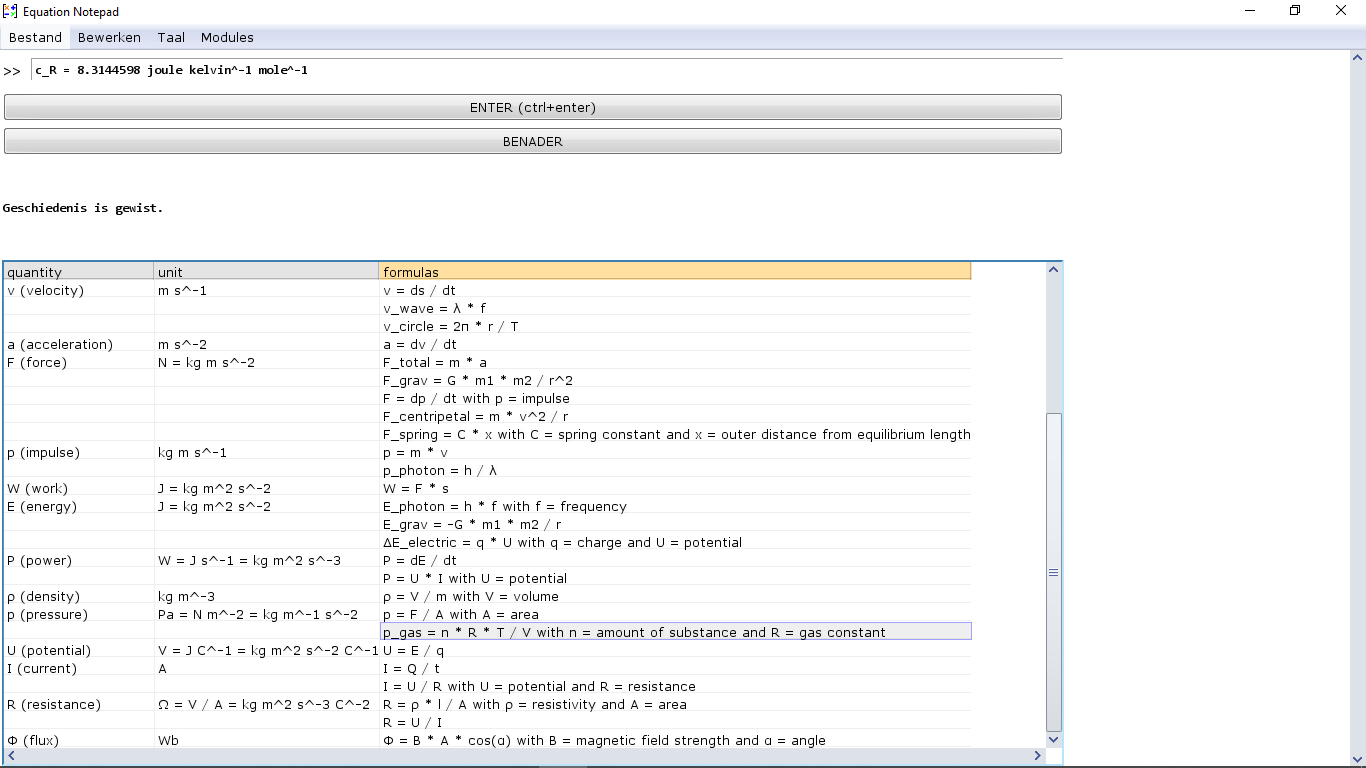 Equation Notepad
Bestand Bewerken Taal Modules
>> c_R = 8.3144598 joule kelvin^-1 mole^-1
ENTER (ctrl+enter)
BENADER
Geschiedenis is gewist.
quantity unit formulas
v (velocity) m s^-1 v = ds / dt
v_wave = λ * f
v_circle = 2π * r / T
a (acceleration) m s^-2 a = dv / dt
F (force) N = kg m s^-2 F_total = m * a
F_grav = G * m1 * m2 / r^2
F = dp / dt with p = impulse
F_centripetal = m * v^2 / r
F_spring = C * x with C = spring constant and x = outer distance from equilibrium length
p (impulse) kg m s^-1 p = m * v
p_photon = h / λ
W (work) J = kg m^2 s^-2 W = F * s
E (energy) J = kg m^2 s^-2 E_photon = h * f with f = frequency
E_grav = -G * m1 * m2 / r
ΔE_electric = q * U with q = charge and U = potential
P (power) W = J s^-1 = kg m^2 s^-3 P = dE / dt
P = U * I with U = potential
ρ (density) kg m^-3 ρ = V / m with V = volume
p (pressure) Pa = N m^-2 = kg m^-1 s^-2 p = F / A with A = area
p_gas = n * R * T / V with n = amount of substance and R = gas constant
U (potential) V = J C^-1 = kg m^2 s^-2 C^-1 U = E / q
I (current) A I = Q / t
I = U / R with U = potential and R = resistance
R (resistance) Ω = V / A = kg m^2 s^-3 C^-2 R = ρ * l / A with ρ = resistivity and A = area
R = U / I
Φ (flux) Wb Φ = B * A * cos(α) with B = magnetic field strength and α = angle